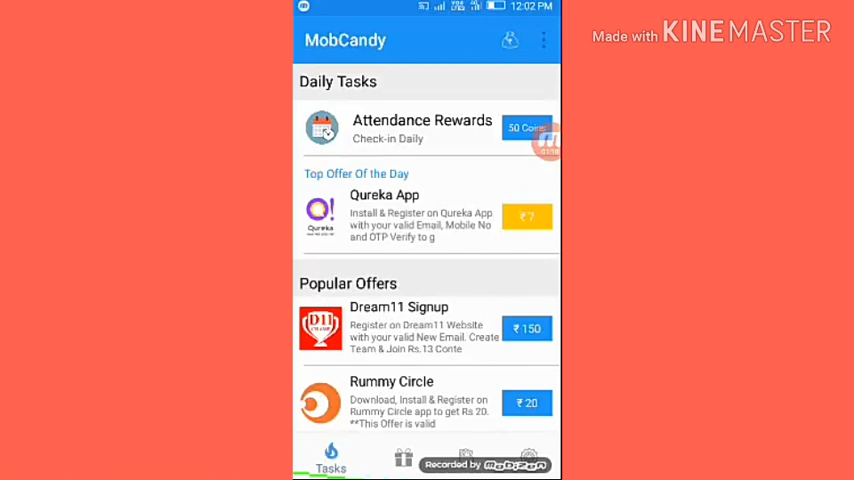 12:02 PM
Made with KINEMASTER
MobCandy
Daily Tasks
Attendance Rewards
Check-in Daily
50 Coins
Top Offer Of the Day
Qureka App
Install & Register on Qureka App
with your valid Email, Mobile No
and OTP Verify to g
₹ 7
Qureka
Popular Offers
Dream11 Signup
Register on Dream11 Website
with your valid New Email. Create
Team & Join Rs.13 Conte
₹ 150
D11
Rummy Circle
Download, Install & Register on
Rummy Circle app to get Rs 20.
**This Offer is valid
₹ 20
Tasks
Recorded by mobizen